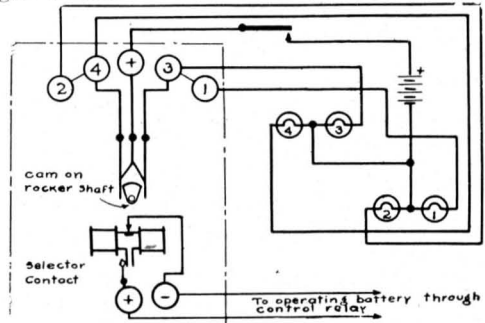 2
4
+
3
1
+
4
3
2
1
cam on
rocker shaft
Selector
Contact
+
-
To operating battery through
control relay